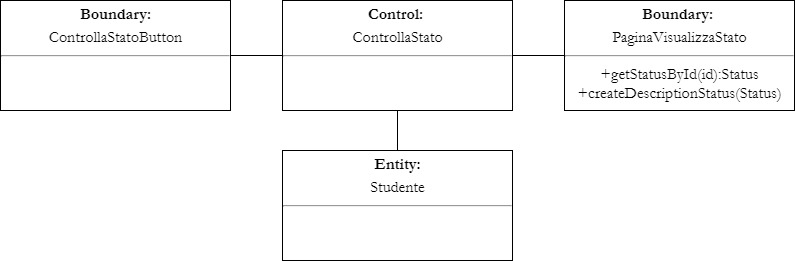 Boundary:
ControllaStatoButton
Control:
ControllaStato
Boundary:
PaginaVisualizzaStato
+getStatusById(id):Status
+createDescriptionStatus(Status)
Entity:
Studente